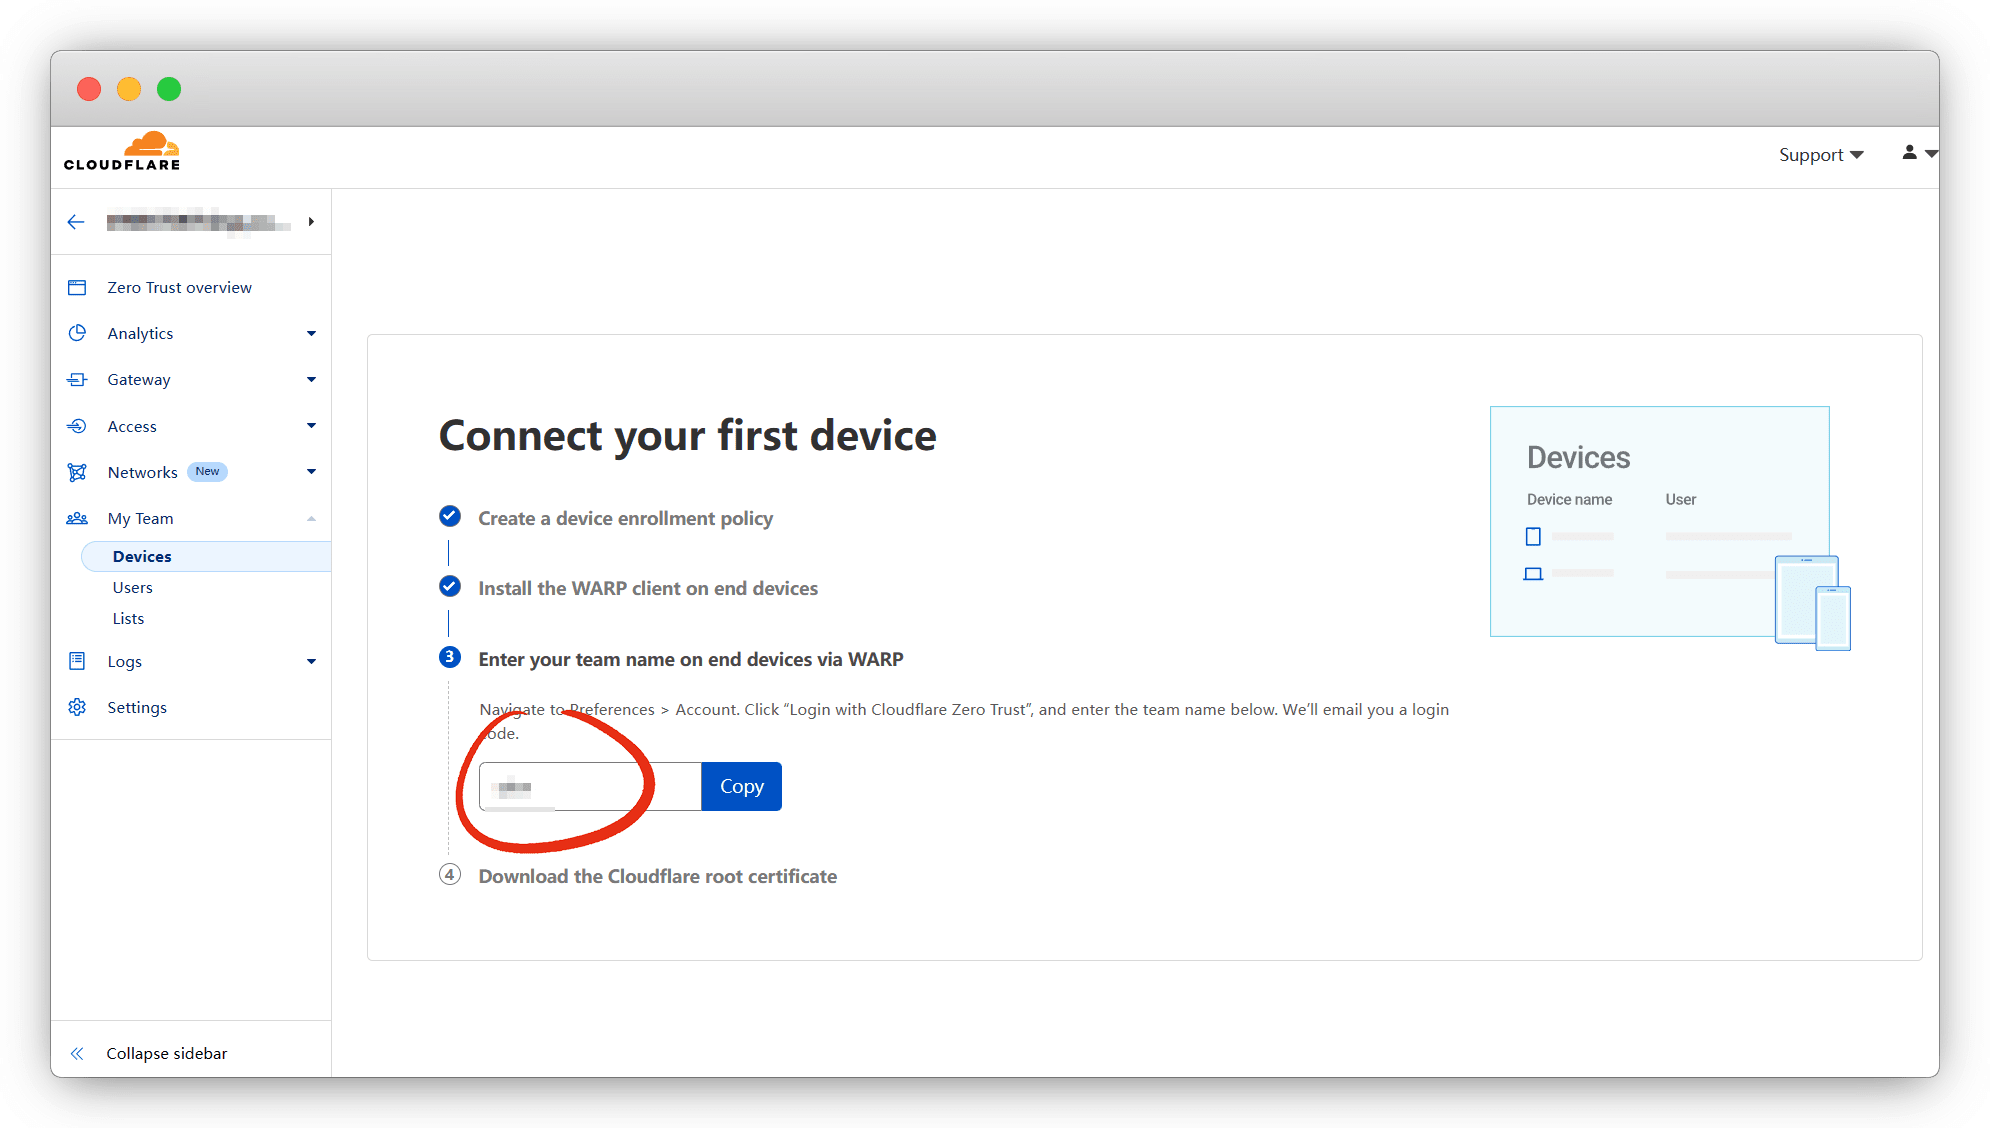 CLOUDFLARE
Support
Zero Trust overview
Analytics
Gateway
Access
Networks New
My Team
Devices
Users
Lists
Logs
Settings
Collapse sidebar
Connect your first device
Create a device enrollment policy
Install the WARP client on end devices
3 Enter your team name on end devices via WARP
Navigate to Preferences > Account. Click “Login with Cloudflare Zero Trust”, and enter the team name below. We’ll email you a login
code.
Copy
4 Download the Cloudflare root certificate
Devices
Device name User